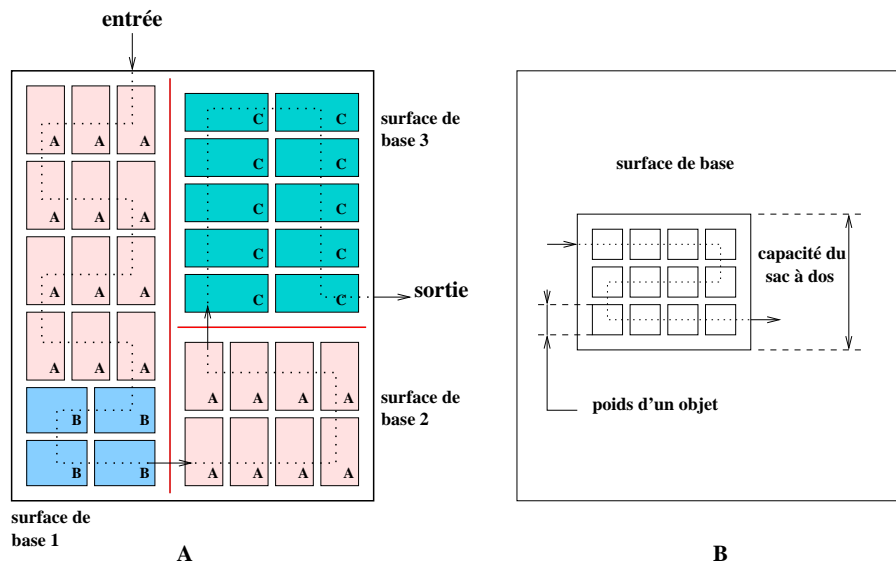 entrée
A A A
A A A
A A A
A A A
B B
B B
surface de
base 1
C C
C C
C C
C C
C C
surface de
base 3
sortie
A A A A
A A A A
surface de
base 2
A
surface de base
capacité du
sac à dos
poids d'un objet
B